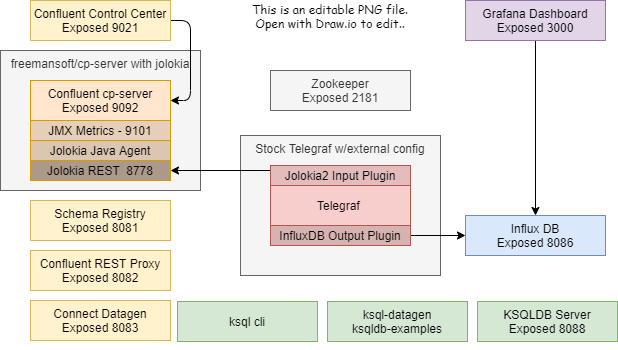 Confluent Control Center
Exposed 9021
This is an editable PNG file.
Open with Draw.io to edit..
Grafana Dashboard
Exposed 3000
freemansoft/cp-server with jolokia
Confluent cp-server
Exposed 9092
JMX Metrics - 9101
Jolokia Java Agent
Jolokia REST 8778
Zookeeper
Exposed 2181
Stock Telegraf w/external config
Jolokia2 Input Plugin
Telegraf
InfluxDB Output Plugin
Influx DB
Exposed 8086
Schema Registry
Exposed 8081
Confluent REST Proxy
Exposed 8082
Connect Datagen
Exposed 8083
ksql cli
ksql-datagen
ksqldb-examples
KSQLDB Server
Exposed 8088